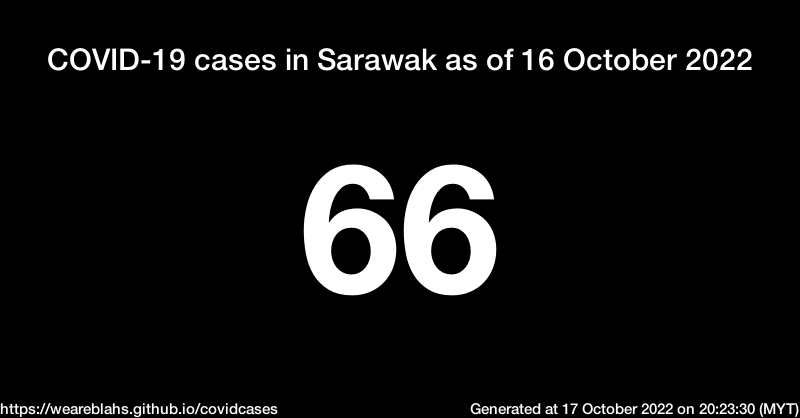 COVID-19 cases in Sarawak as of 16 October 2022
66
https://weareblahs.github.io/covidcases
Generated at 17 October 2022 on 20:23:30 (MYT)